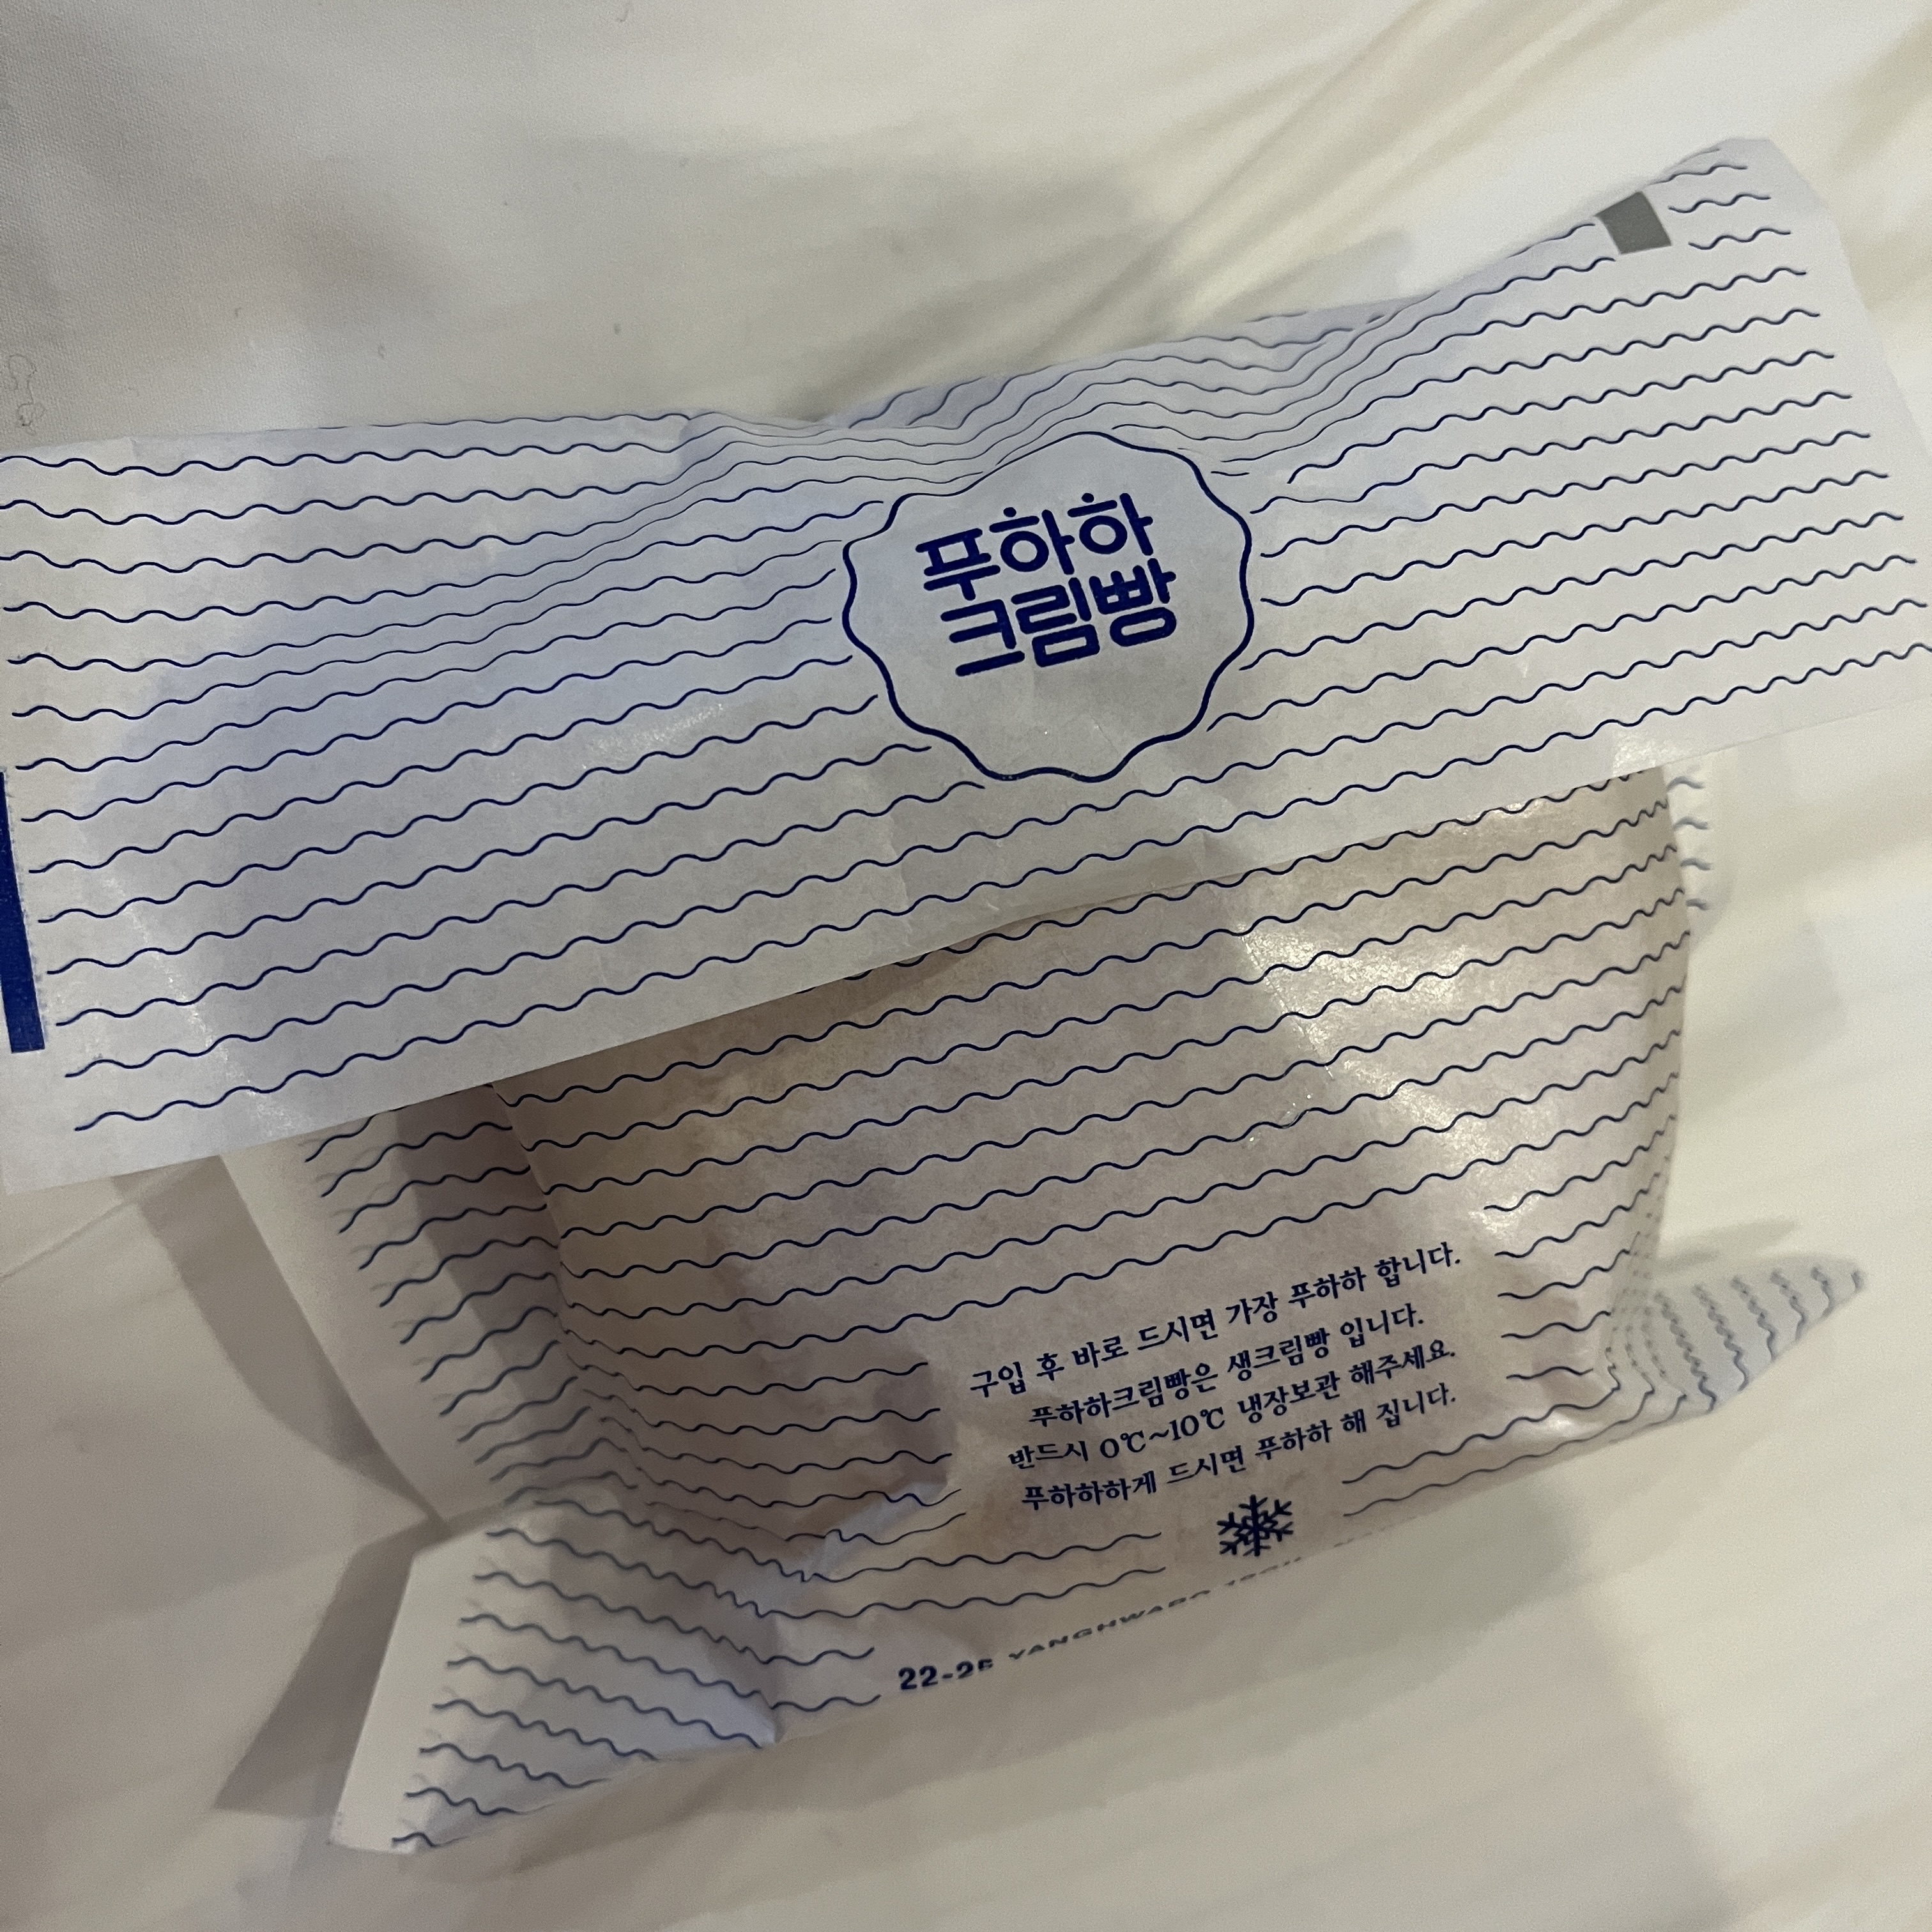 푸하하
크림빵
구입 후 바로 드시면 가장 푸하하 합니다.
푸하하크림빵은 생크림빵 입니다.
반드시 0℃~10℃ 냉장보관 해주세요.
푸하하하게 드시면 푸하하 해 집니다.
YANGHWARO